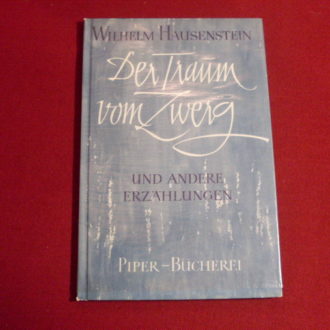 WILHELM HAUSENSTEIN
Der Traum
vom Zwerg
UND ANDERE
ERZÄHLUNGEN
PIPER-BÜCHEREI